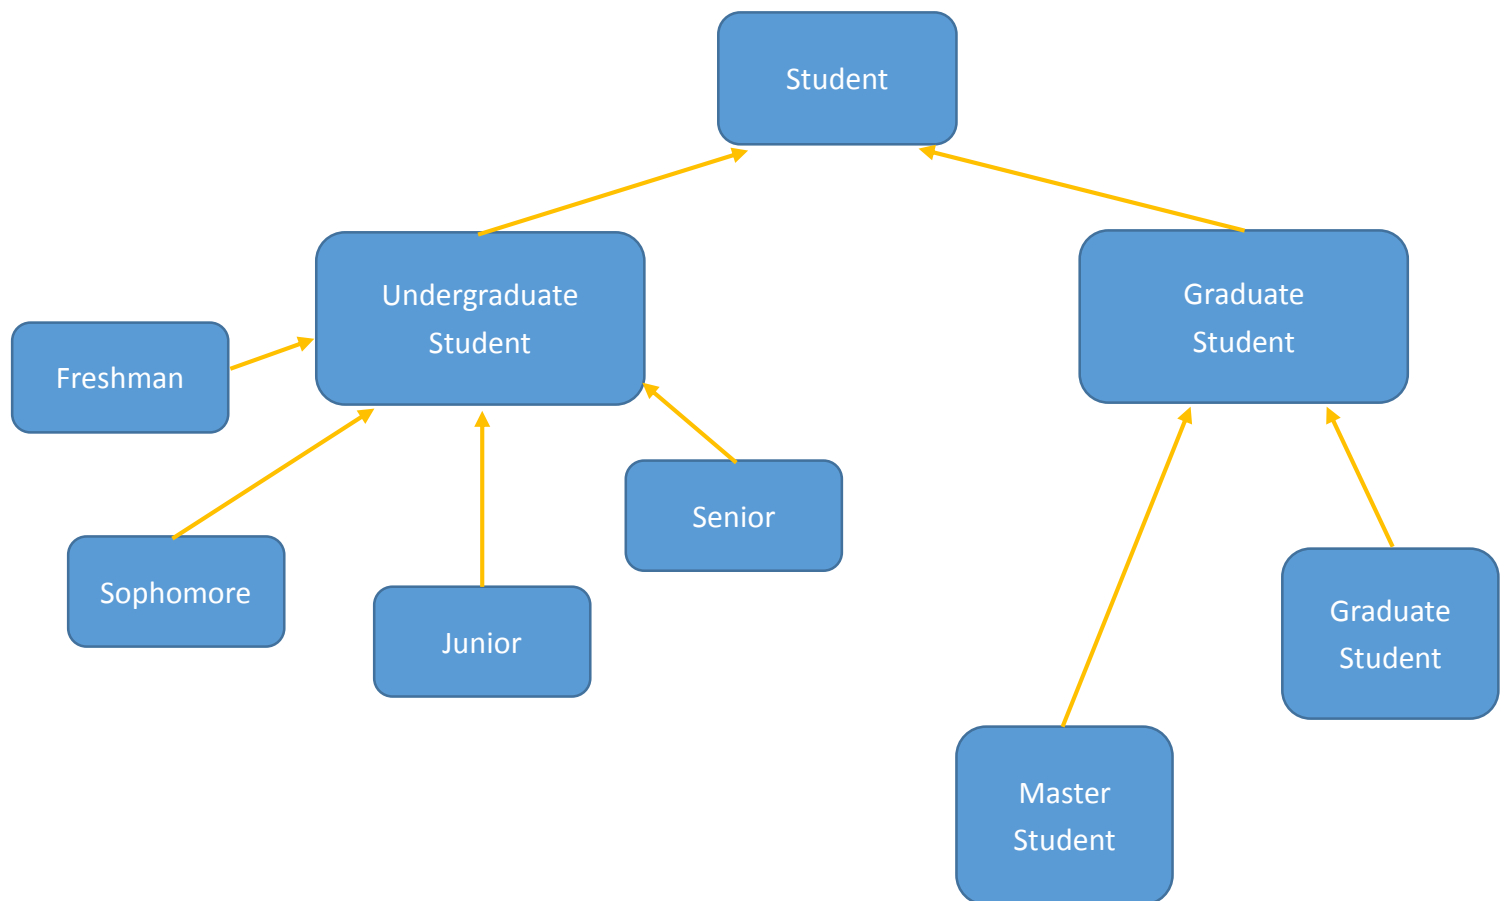 Student
Undergraduate
Student
Graduate
Student
Freshman
Senior
Sophomore
Junior
Graduate
Student
Master
Student